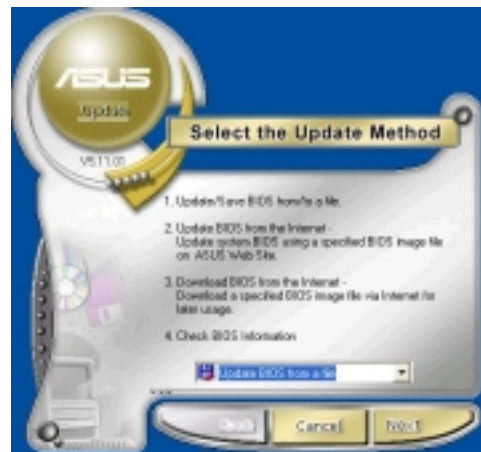 ASUS
Update
V5.11.01
Select the Update Method
1. Update/Save BIOS from/to a file.
2. Update BIOS from the Internet -
Update system BIOS using a specified BIOS image file
on ASUS Web Site.
3. Download BIOS from the Internet -
Download a specified BIOS image file via Internet for
later usage.
4. Check BIOS Information
Update BIOS from a file
Cancel
Next